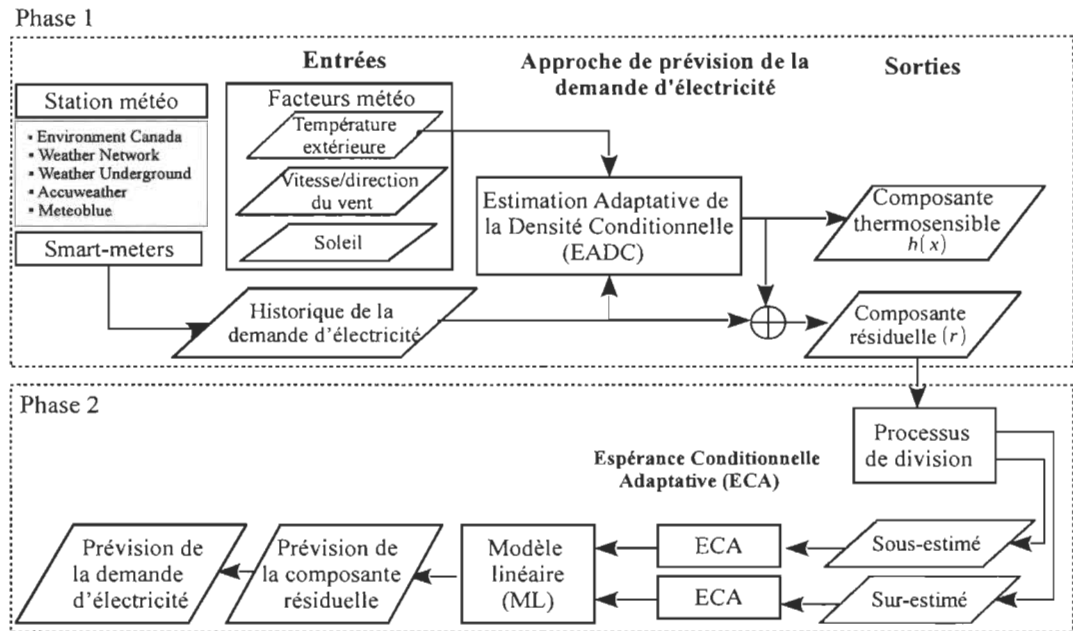 Phase 1
Entrées
Approche de prévision de la
demande d'électricité
Sorties
Station météo
▪ Environment Canada
▪ Weather Network
▪ Weather Underground
▪ Accuweather
▪ Meteoblue
Smart-meters
Facteurs météo
Température
extérieure
Vitesse/direction
du vent
Soleil
Historique de la
demande d'électricité
Estimation Adaptative de
la Densité Conditionnelle
(EADC)
Composante
thermosensible
h(x)
Composante
résiduelle (r)
Phase 2
Processus
de division
Espérance Conditionnelle
Adaptative (ECA)
Prévision de
la demande
d'électricité
Prévision de
la composante
résiduelle
Modèle
linéaire
(ML)
ECA
Sous-estimé
ECA
Sur-estimé